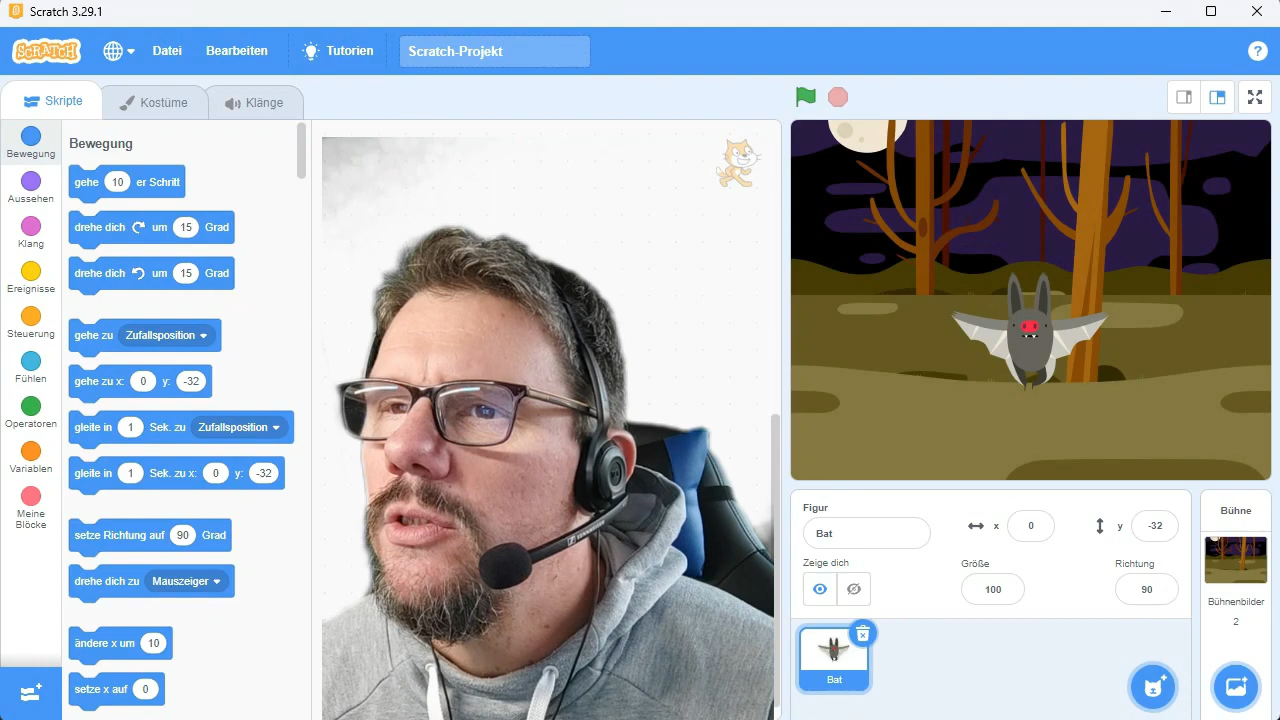 Scratch 3.29.1
SCRATCH
Datei
Bearbeiten
Tutorien
Scratch-Projekt
?
Skripte
Kostüme
Klänge
Bewegung
Aussehen
Klang
Ereignisse
Steuerung
Fühlen
Operatoren
Variablen
Meine
Blöcke
Bewegung
gehe 10 er Schritt
drehe dich um 15 Grad
drehe dich um 15 Grad
gehe zu Zufallsposition
gehe zu x: 0 y: -32
gleite in 1 Sek. zu Zufallsposition
gleite in 1 Sek. zu x: 0 y: -32
setze Richtung auf 90 Grad
drehe dich zu Mauszeiger
ändere x um 10
setze x auf 0
Figur
Bat
x 0
y -32
Zeige dich
Größe
100
Richtung
90
Bat
Bühne
Bühnenbilder
2